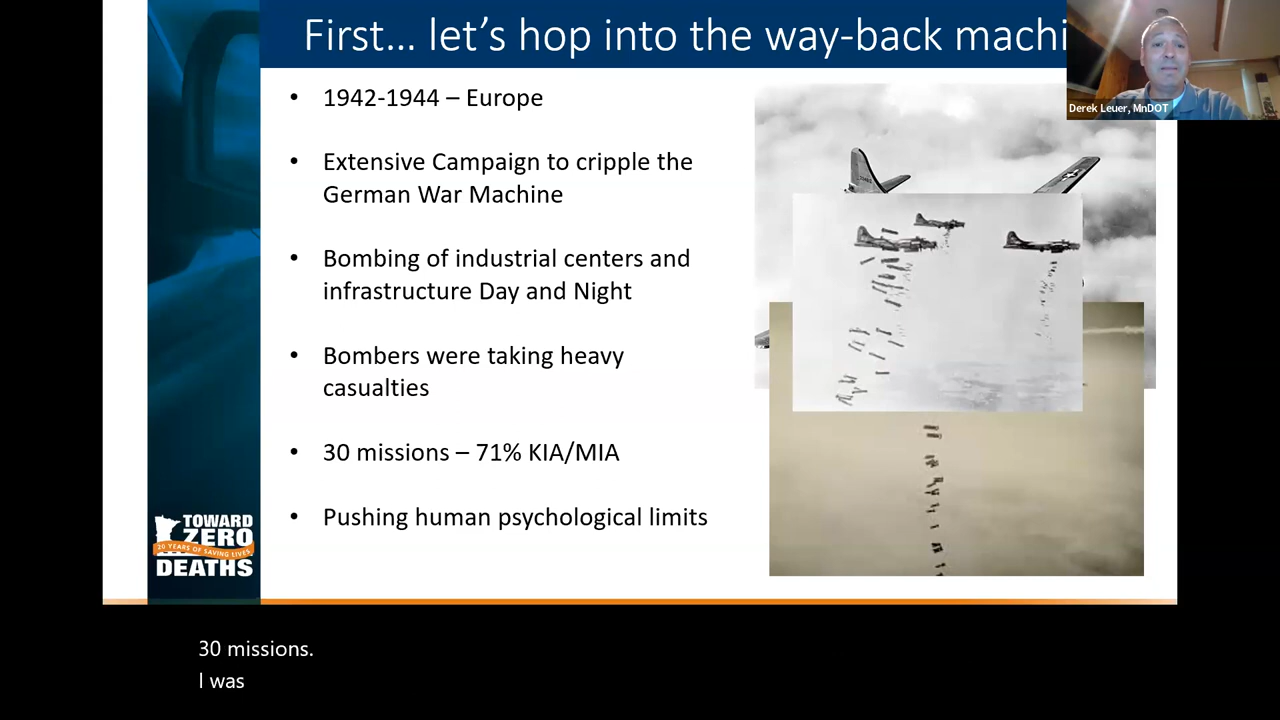 First... let's hop into the way-back machi
Derek Leuer, MnDOT
• 1942-1944 – Europe
• Extensive Campaign to cripple the
German War Machine
• Bombing of industrial centers and
infrastructure Day and Night
• Bombers were taking heavy
casualties
• 30 missions – 71% KIA/MIA
• Pushing human psychological limits
TOWARD
ZERO
20 YEARS OF SAVING LIVES
DEATHS
30 missions.
I was